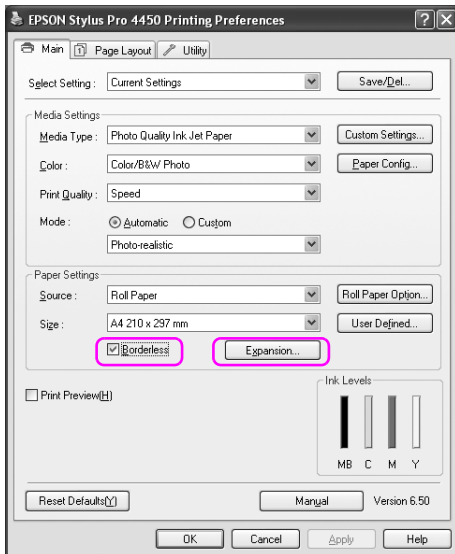 EPSON Stylus Pro 4450 Printing Preferences
Main Page Layout Utility
Select Setting : Current Settings Save/Del...
Media Settings
Media Type : Photo Quality Ink Jet Paper Custom Settings...
Color : Color/B&W Photo Paper Config...
Print Quality : Speed
Mode : Automatic Custom
Photo-realistic
Paper Settings
Source : Roll Paper Roll Paper Option...
Size : A4 210 x 297 mm User Defined...
Borderless Expansion...
Print Preview(H)
Ink Levels
MB C M Y
Reset Defaults(Y) Manual Version 6.50
OK Cancel Apply Help